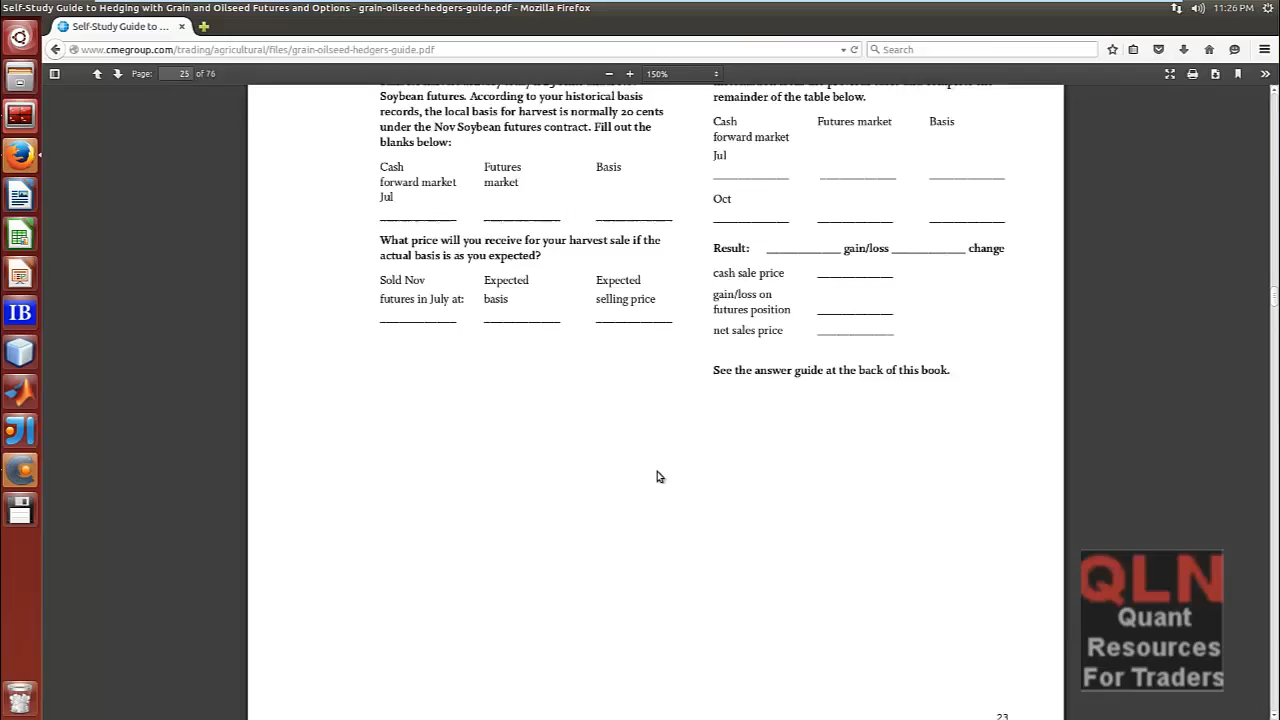 Self-Study Guide to Hedging with Grain and Oilseed Futures and Options - grain-oilseed-hedgers-guide.pdf - Mozilla Firefox
11:26 PM
Self-Study Guide to ...
www.cmegroup.com/trading/agricultural/files/grain-oilseed-hedgers-guide.pdf
Search
Page: 25 of 76
150%
Soybean futures. According to your historical basis
records, the local basis for harvest is normally 20 cents
under the Nov Soybean futures contract. Fill out the
blanks below:
Cash
forward market
Jul
Futures
market
Basis
What price will you receive for your harvest sale if the
actual basis is as you expected?
Sold Nov
futures in July at:
Expected
basis
Expected
selling price
remainder of the table below.
Cash
forward market
Futures market
Basis
Jul
Oct
Result: ____________ gain/loss ____________ change
cash sale price
gain/loss on
futures position
net sales price
See the answer guide at the back of this book.
23
IB
QLN
Quant
Resources
For Traders